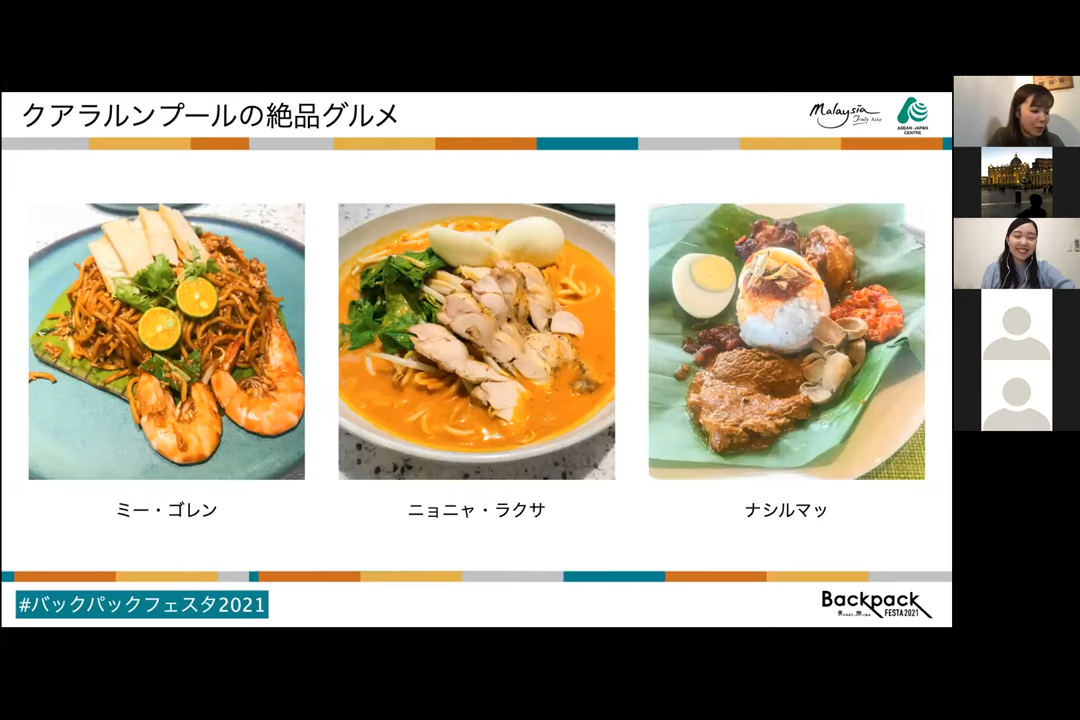 クアラルンプールの絶品グルメ
Malaysia
Truly Asia
ASEAN-JAPAN
CENTRE
ミー・ゴレン
ニョニャ・ラクサ
ナシルマッ
#バックパックフェスタ2021
Backpack
FESTA2021